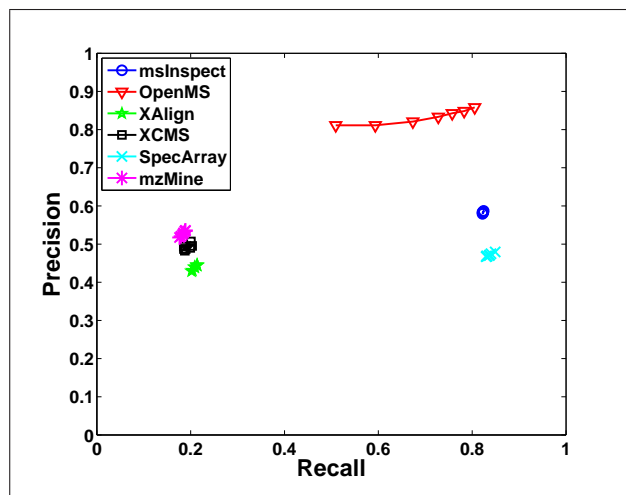 1
0.9
0.8
0.7
0.6
0.5
0.4
0.3
0.2
0.1
0
Precision
msInspect
OpenMS
XAlign
XCMS
SpecArray
mzMine
0 0.2 0.4 0.6 0.8 1
Recall